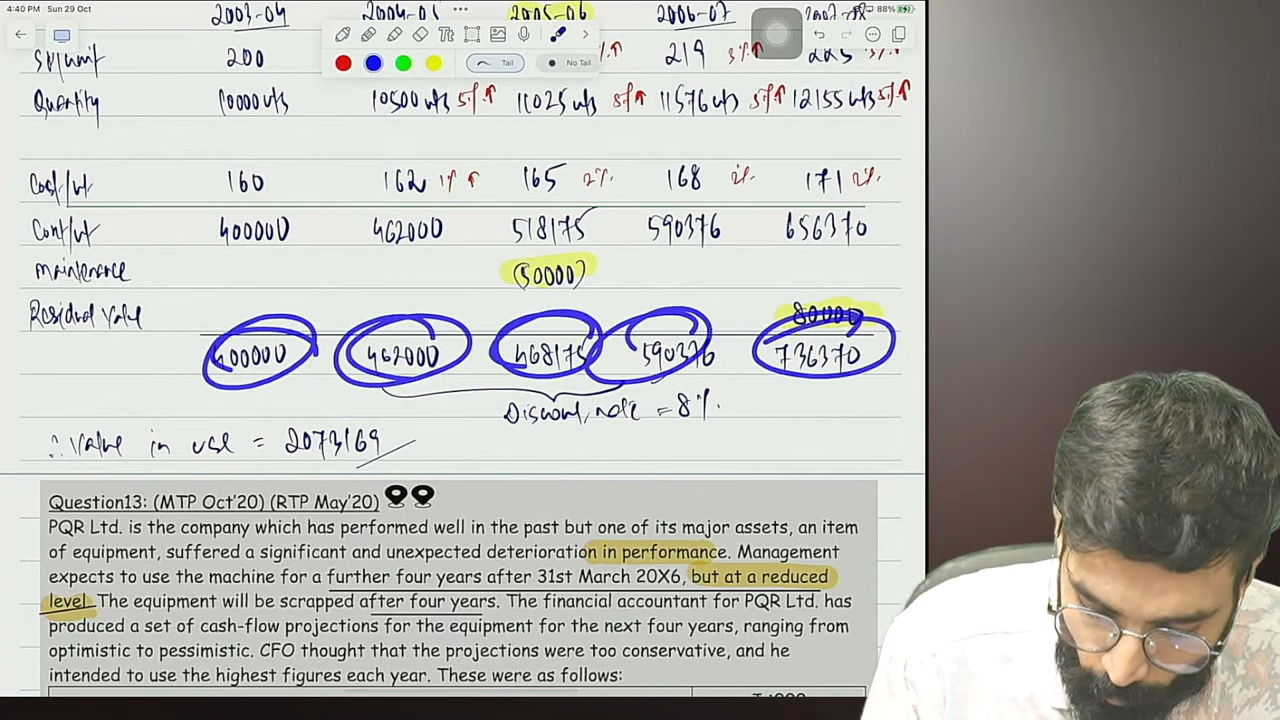 4:40 PM Sun 29 Oct
88%
2003-04 2004-05 2005-06 2006-07
Tail No Tail
SP/unit 200 219 3%↑ 225 3%↑
Quantity 10000 uts 10500 uts 5%↑ 11025 uts 5%↑ 11576 uts 5%↑ 12155 uts 5%↑
Cost/ut 160 162 1%↑ 165 2% 168 2% 171 2%
Cont/ut 400000 462000 518175 590376 656370
Maintenance (50000)
Residual Value 80000
400000 462000 468175 590376 736370
Discount rate = 8%.
∴ Value in use = 2073169
Question13: (MTP Oct'20) (RTP May'20)
PQR Ltd. is the company which has performed well in the past but one of its major assets, an item
of equipment, suffered a significant and unexpected deterioration in performance. Management
expects to use the machine for a further four years after 31st March 20X6, but at a reduced
level. The equipment will be scrapped after four years. The financial accountant for PQR Ltd. has
produced a set of cash-flow projections for the equipment for the next four years, ranging from
optimistic to pessimistic. CFO thought that the projections were too conservative, and he
intended to use the highest figures each year. These were as follows: